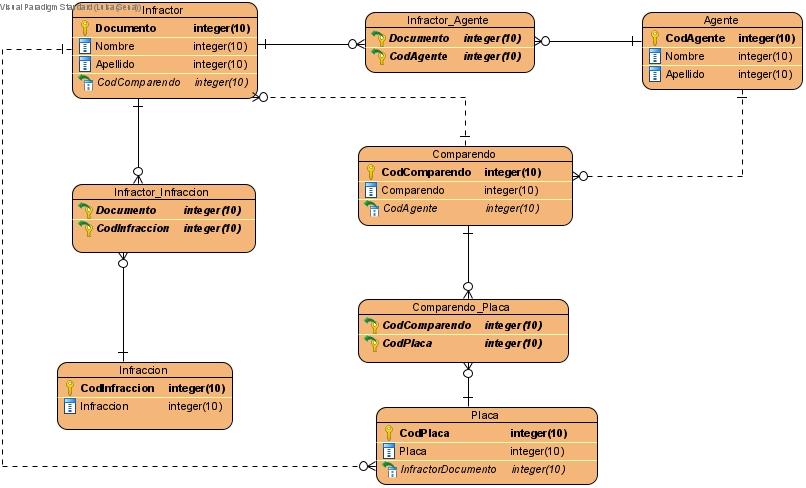 Visual Paradigm Standard (Luisa(Sena))
Infractor
Documento integer(10)
Nombre integer(10)
Apellido integer(10)
CodComparendo integer(10)
Infractor_Agente
Documento integer(10)
CodAgente integer(10)
Agente
CodAgente integer(10)
Nombre integer(10)
Apellido integer(10)
Comparendo
CodComparendo integer(10)
Comparendo integer(10)
CodAgente integer(10)
Infractor_Infraccion
Documento integer(10)
CodInfraccion integer(10)
Comparendo_Placa
CodComparendo integer(10)
CodPlaca integer(10)
Infraccion
CodInfraccion integer(10)
Infraccion integer(10)
Placa
CodPlaca integer(10)
Placa integer(10)
InfractorDocumento integer(10)